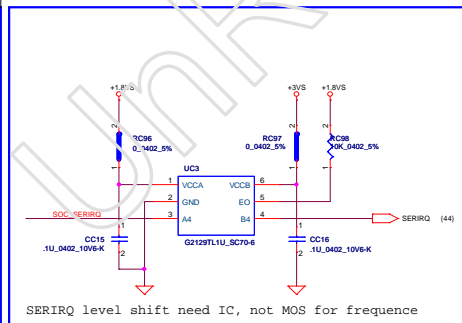 +1.8VS
+3VS
+1.8VS
2
2
2
RC96
0_0402_5%
RC97
0_0402_5%
RC98
10K_0402_5%
1
1
1
UC3
1 VCCA VCCB 6
2 GND EO 5
SOC_SERIRQ 3 A4 B4 4 SERIRQ (44)
G2129TL1U_SC70-6
1
1
CC15
.1U_0402_10V6-K
CC16
.1U_0402_10V6-K
2
2
SERIRQ level shift need IC, not MOS for frequence